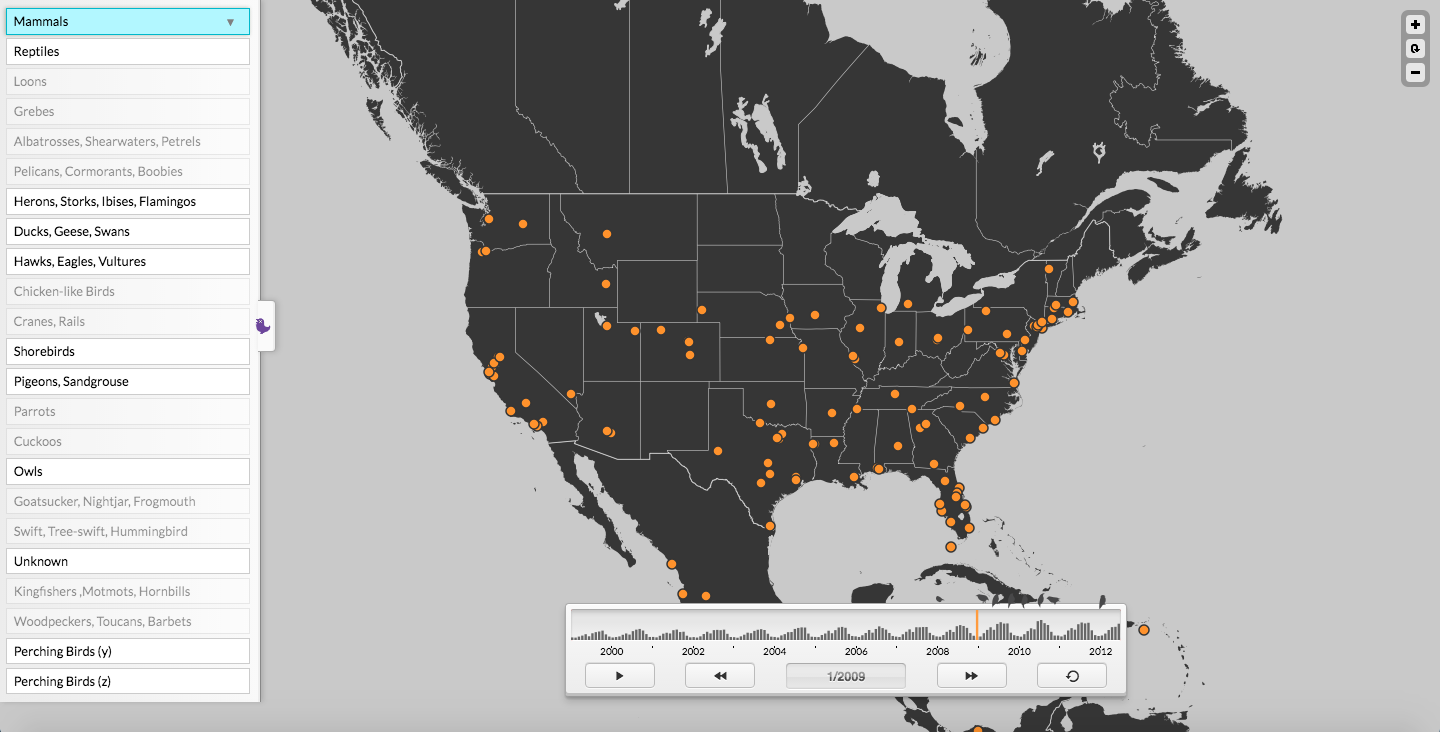 Mammals
Reptiles
Loons
Grebes
Albatrosses, Shearwaters, Petrels
Pelicans, Cormorants, Boobies
Herons, Storks, Ibises, Flamingos
Ducks, Geese, Swans
Hawks, Eagles, Vultures
Chicken-like Birds
Cranes, Rails
Shorebirds
Pigeons, Sandgrouse
Parrots
Cuckoos
Owls
Goatsucker, Nightjar, Frogmouth
Swift, Tree-swift, Hummingbird
Unknown
Kingfishers ,Motmots, Hornbills
Woodpeckers, Toucans, Barbets
Perching Birds (y)
Perching Birds (z)
2000 2002 2004 2006 2008 2010 2012
1/2009